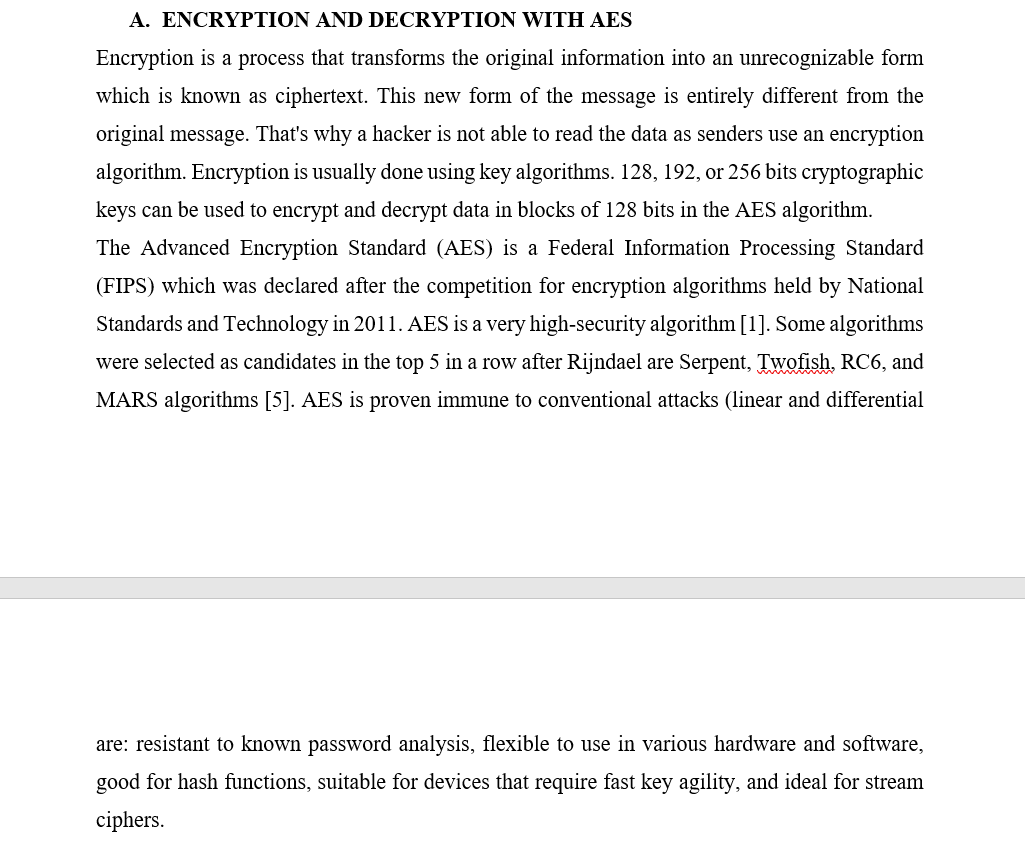 A. ENCRYPTION AND DECRYPTION WITH AES
Encryption is a process that transforms the original information into an unrecognizable form
which is known as ciphertext. This new form of the message is entirely different from the
original message. That's why a hacker is not able to read the data as senders use an encryption
algorithm. Encryption is usually done using key algorithms. 128, 192, or 256 bits cryptographic
keys can be used to encrypt and decrypt data in blocks of 128 bits in the AES algorithm.
The Advanced Encryption Standard (AES) is a Federal Information Processing Standard
(FIPS) which was declared after the competition for encryption algorithms held by National
Standards and Technology in 2011. AES is a very high-security algorithm [1]. Some algorithms
were selected as candidates in the top 5 in a row after Rijndael are Serpent, Twofish, RC6, and
MARS algorithms [5]. AES is proven immune to conventional attacks (linear and differential
are: resistant to known password analysis, flexible to use in various hardware and software,
good for hash functions, suitable for devices that require fast key agility, and ideal for stream
ciphers.